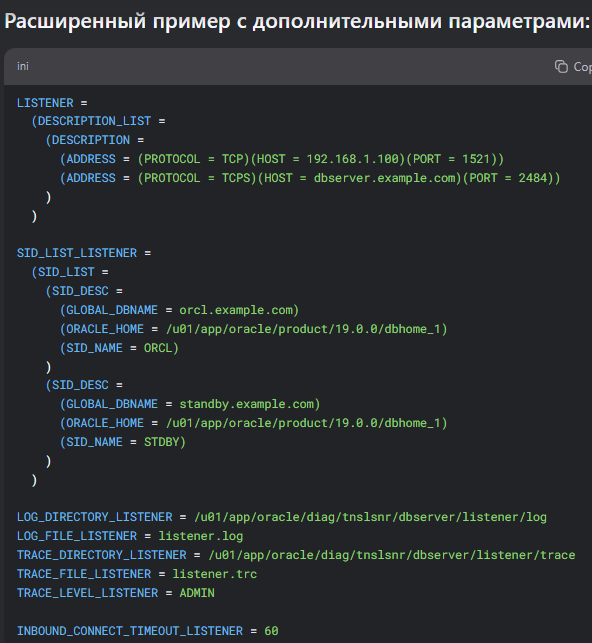 Расширенный пример с дополнительными параметрами:
ini
Cop
LISTENER =
  (DESCRIPTION_LIST =
    (DESCRIPTION =
      (ADDRESS = (PROTOCOL = TCP)(HOST = 192.168.1.100)(PORT = 1521))
      (ADDRESS = (PROTOCOL = TCPS)(HOST = dbserver.example.com)(PORT = 2484))
    )
  )

SID_LIST_LISTENER =
  (SID_LIST =
    (SID_DESC =
      (GLOBAL_DBNAME = orcl.example.com)
      (ORACLE_HOME = /u01/app/oracle/product/19.0.0/dbhome_1)
      (SID_NAME = ORCL)
    )
    (SID_DESC =
      (GLOBAL_DBNAME = standby.example.com)
      (ORACLE_HOME = /u01/app/oracle/product/19.0.0/dbhome_1)
      (SID_NAME = STDBY)
    )
  )

LOG_DIRECTORY_LISTENER = /u01/app/oracle/diag/tnslsnr/dbserver/listener/log
LOG_FILE_LISTENER = listener.log
TRACE_DIRECTORY_LISTENER = /u01/app/oracle/diag/tnslsnr/dbserver/listener/trace
TRACE_FILE_LISTENER = listener.trc
TRACE_LEVEL_LISTENER = ADMIN

INBOUND_CONNECT_TIMEOUT_LISTENER = 60